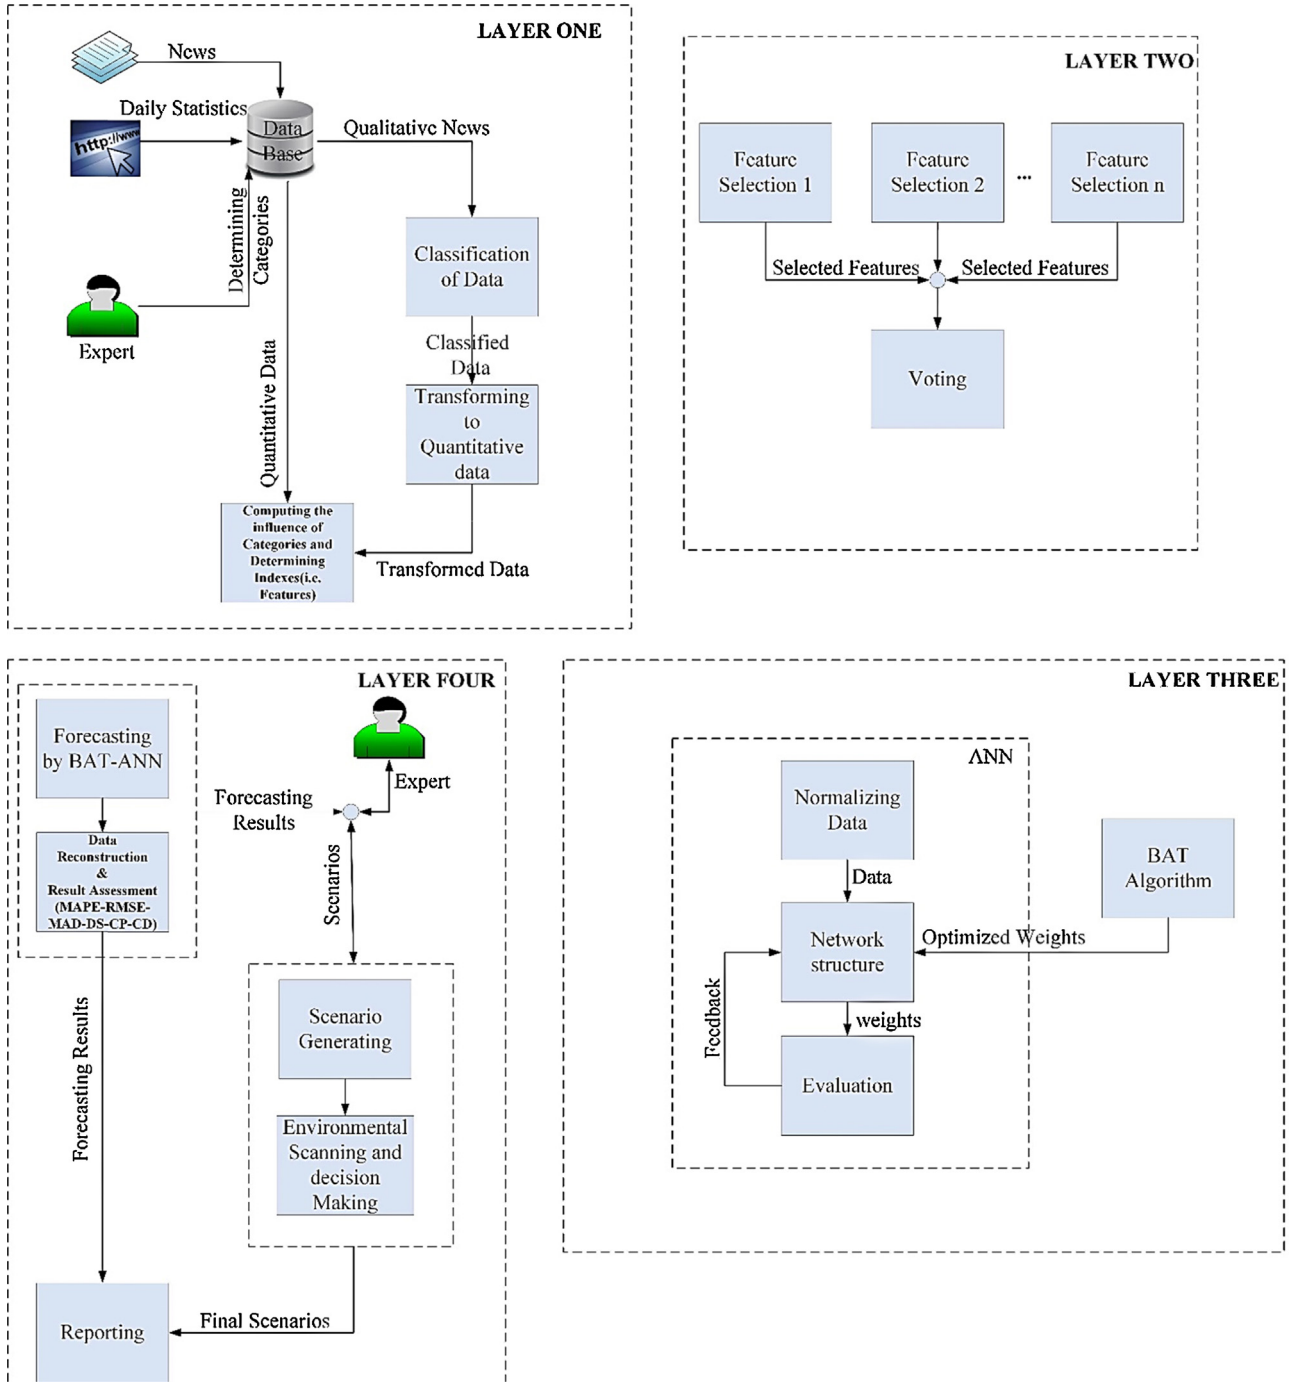 LAYER ONE
News
Daily Statistics
http://www
Data
Base
Qualitative News
Determining
Categories
Expert
Classification
of Data
Classified
Data
Quantitative Data
Transforming
to
Quantitative
data
Computing the
influence of
Categories and
Determining
Indexes(i.e.
Features)
Transformed Data
LAYER TWO
Feature
Selection 1
Feature
Selection 2
...
Feature
Selection n
Selected Features
Selected Features
Voting
LAYER FOUR
Forecasting
by BAT-ANN
Data
Reconstruction
&
Result Assessment
(MAPE-RMSE-
MAD-DS-CP-CD)
Expert
Forecasting
Results
Scenarios
Scenario
Generating
Environmental
Scanning and
decision
Making
Forecasting Results
Final Scenarios
Reporting
LAYER THREE
ANN
Normalizing
Data
Data
BAT
Algorithm
Network
structure
Optimized Weights
Feedback
weights
Evaluation